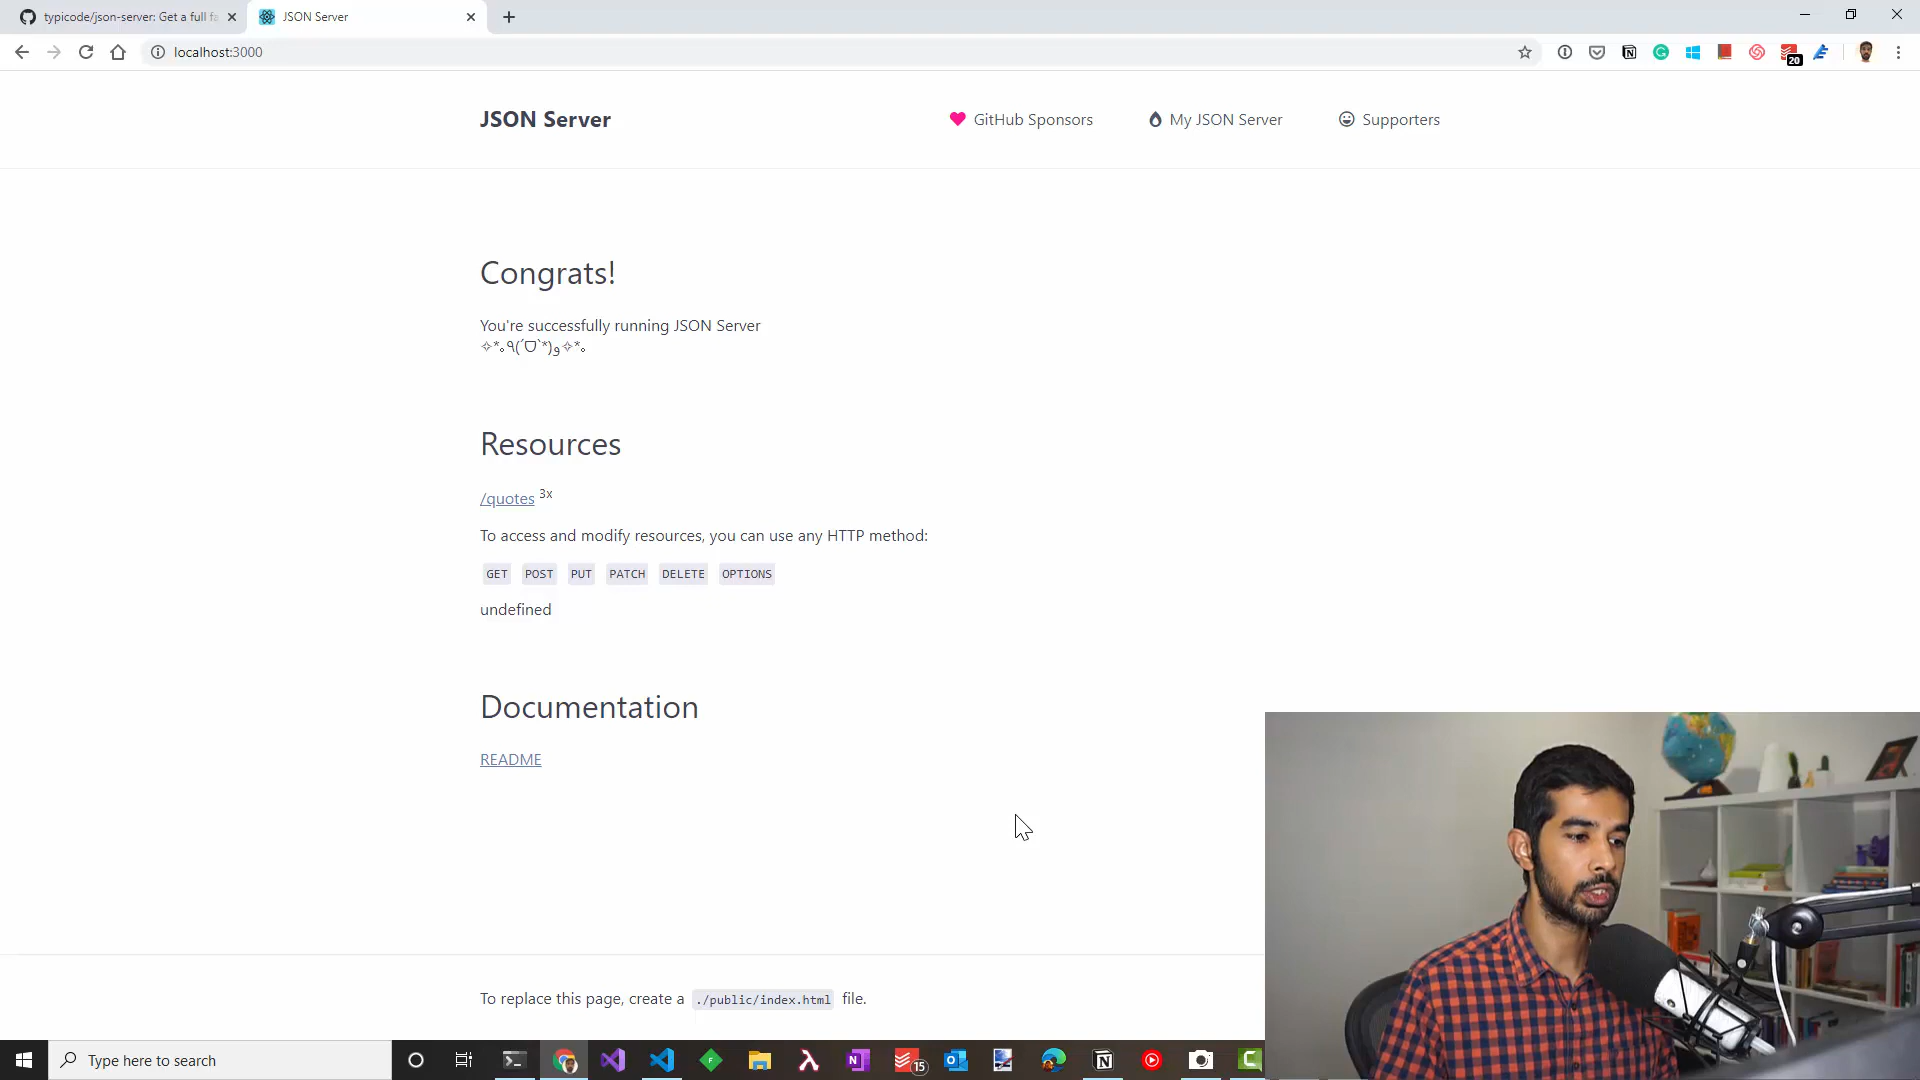 typicode/json-server: Get a full fa
JSON Server
localhost:3000
20
JSON Server
GitHub Sponsors
My JSON Server
Supporters
Congrats!
You're successfully running JSON Server
✧*｡٩(ˊᗜˋ*)و✧*｡
Resources
/quotes 3x
To access and modify resources, you can use any HTTP method:
GET POST PUT PATCH DELETE OPTIONS
undefined
Documentation
README
To replace this page, create a ./public/index.html file.
Type here to search
15